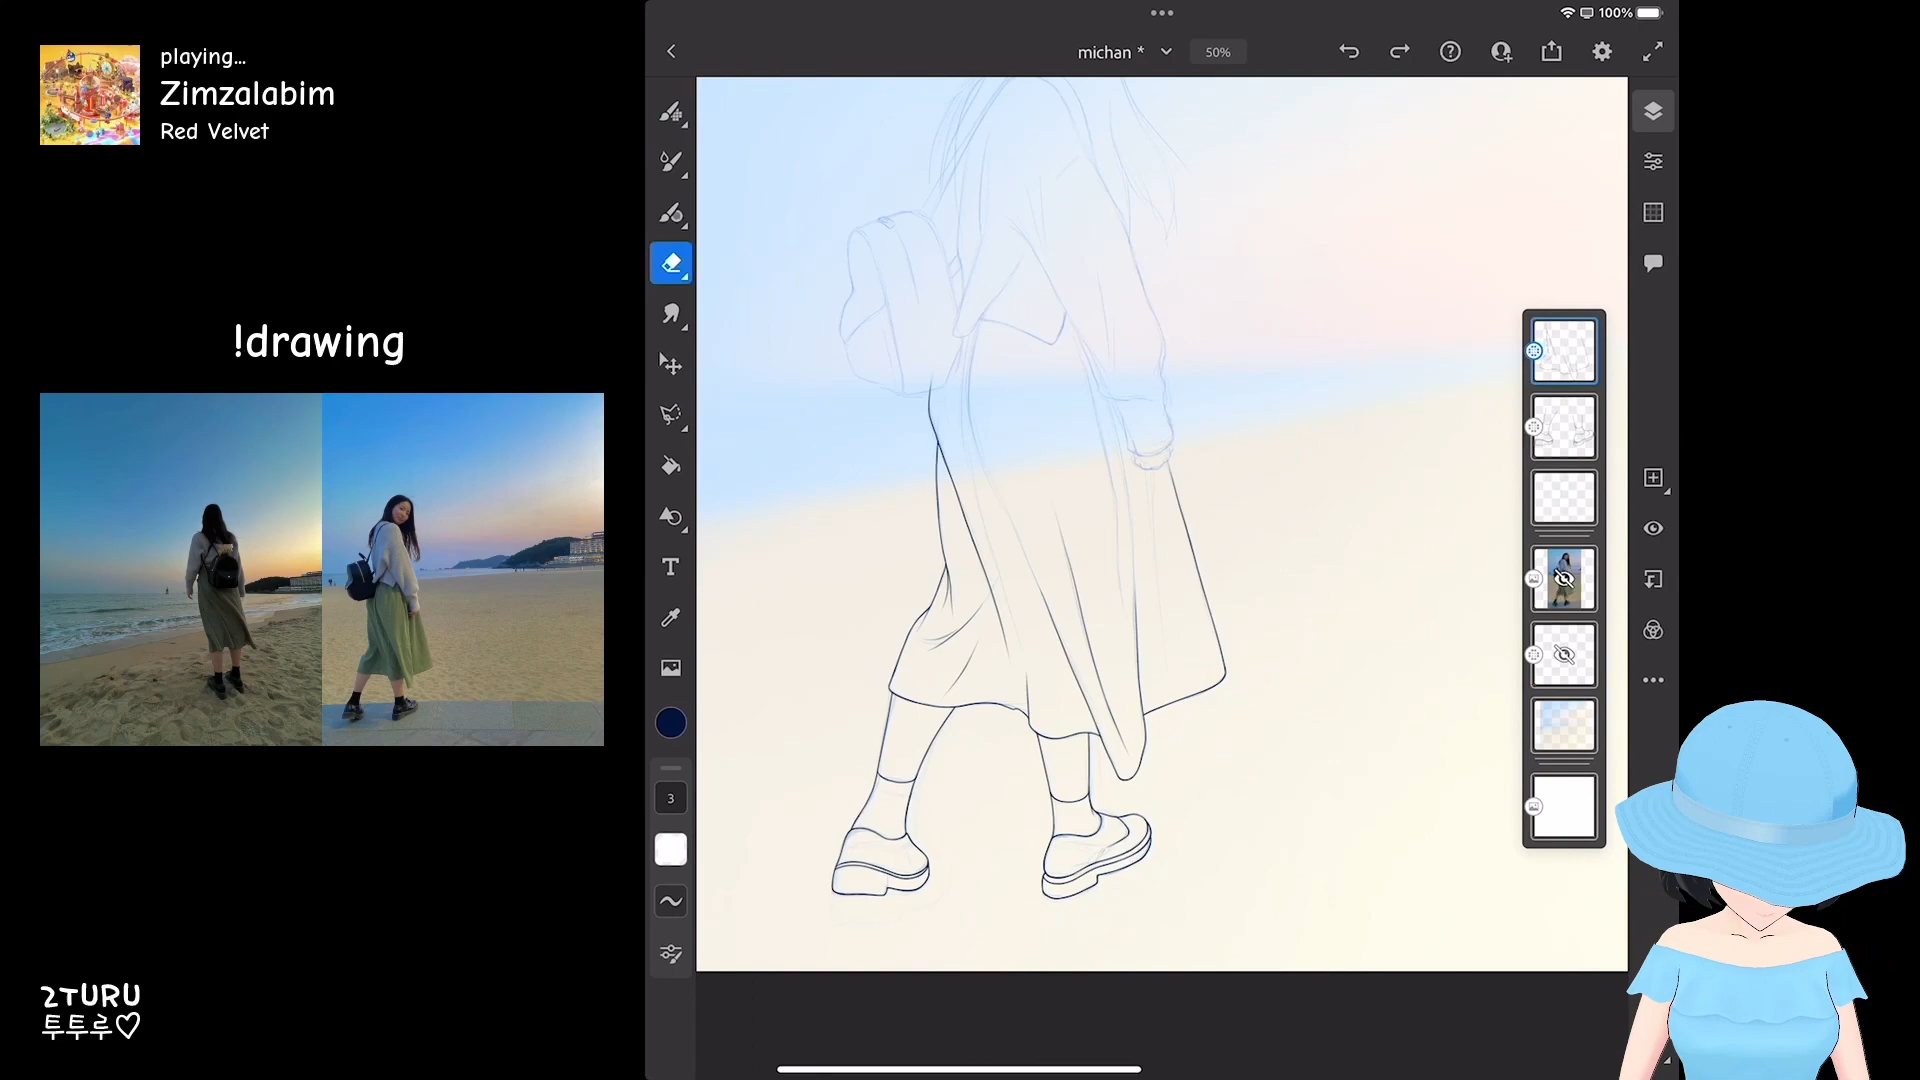 playing...
Zimzalabim
Red Velvet
!drawing
2TURU
투투루♡
michan *
50%
100%
3